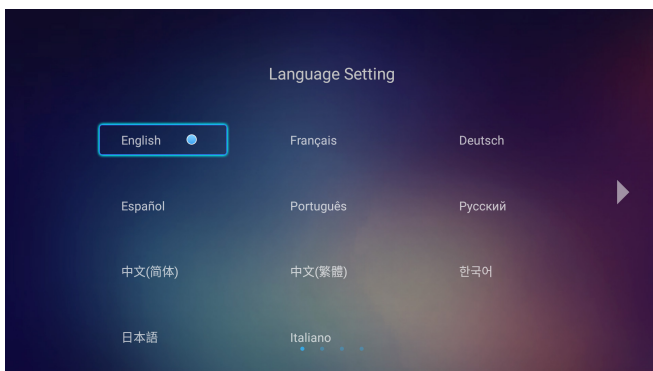 Language Setting
English Français Deutsch
Español Português Русский
中文(简体) 中文(繁體) 한국어
日本語 Italiano